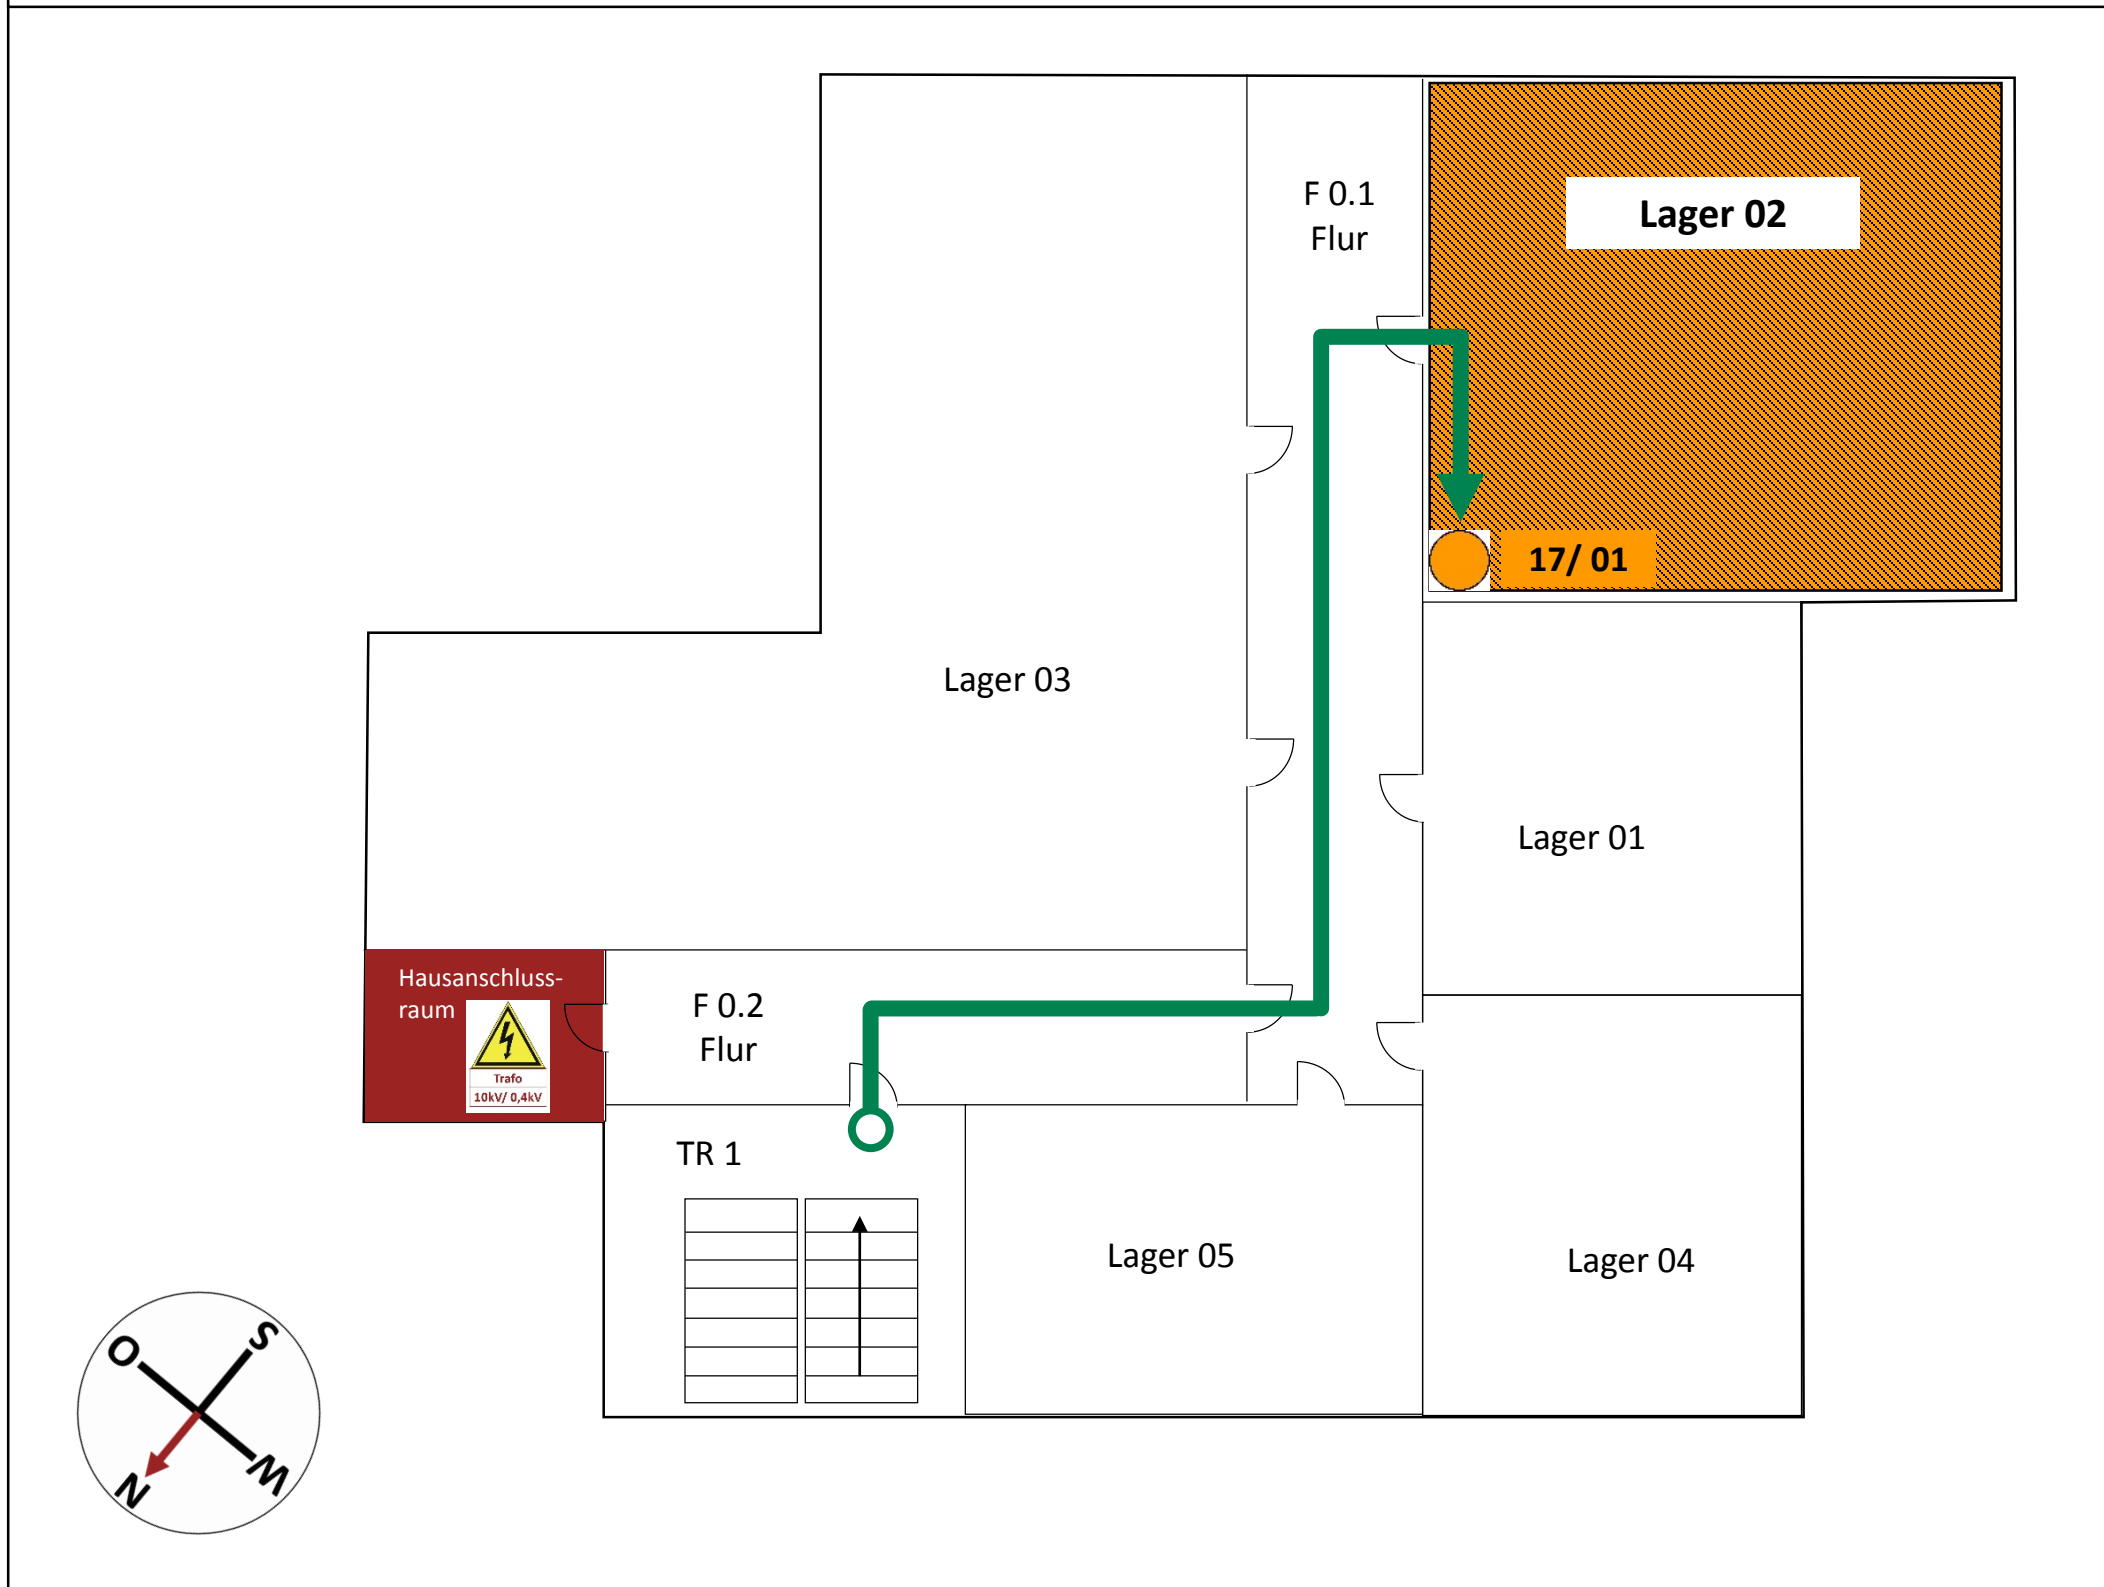 F 0.1
Flur
Lager 02
17/ 01
Lager 03
Lager 01
Hausanschluss-
raum
Trafo
10kV/ 0,4kV
F 0.2
Flur
TR 1
Lager 05
Lager 04
O
S
N
W